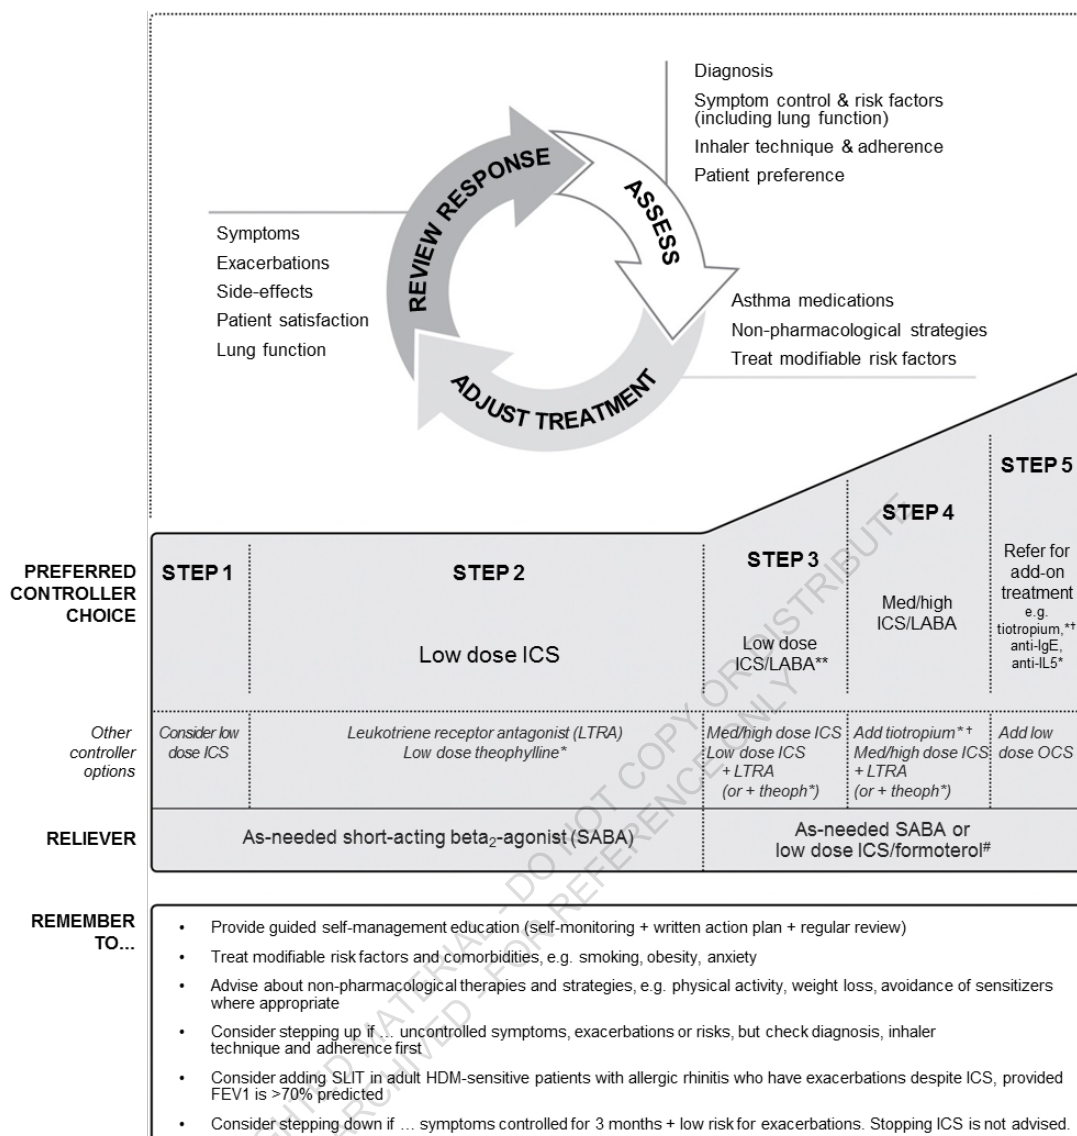 Diagnosis
Symptom control & risk factors
(including lung function)
Inhaler technique & adherence
Patient preference
REVIEW RESPONSE
ASSESS
ADJUST TREATMENT
Symptoms
Exacerbations
Side-effects
Patient satisfaction
Lung function
Asthma medications
Non-pharmacological strategies
Treat modifiable risk factors
PREFERRED
CONTROLLER
CHOICE
STEP 1
STEP 2
Low dose ICS
STEP 3
Low dose
ICS/LABA**
STEP 4
Med/high
ICS/LABA
STEP 5
Refer for
add-on
treatment
e.g.
tiotropium,*†
anti-IgE,
anti-IL5*
Other
controller
options
Consider low
dose ICS
Leukotriene receptor antagonist (LTRA)
Low dose theophylline*
Med/high dose ICS
Low dose ICS
+ LTRA
(or + theoph*)
Add tiotropium*†
Med/high dose ICS
+ LTRA
(or + theoph*)
Add low
dose OCS
RELIEVER
As-needed short-acting beta₂-agonist (SABA)
As-needed SABA or
low dose ICS/formoterol#
REMEMBER
TO...
• Provide guided self-management education (self-monitoring + written action plan + regular review)
• Treat modifiable risk factors and comorbidities, e.g. smoking, obesity, anxiety
• Advise about non-pharmacological therapies and strategies, e.g. physical activity, weight loss, avoidance of sensitizers
where appropriate
• Consider stepping up if … uncontrolled symptoms, exacerbations or risks, but check diagnosis, inhaler
technique and adherence first
• Consider adding SLIT in adult HDM-sensitive patients with allergic rhinitis who have exacerbations despite ICS, provided
FEV1 is >70% predicted
• Consider stepping down if … symptoms controlled for 3 months + low risk for exacerbations. Stopping ICS is not advised.
MATERIAL - DO NOT COPY OR DISTRIBUTE
ARCHIVED - FOR REFERENCE ONLY